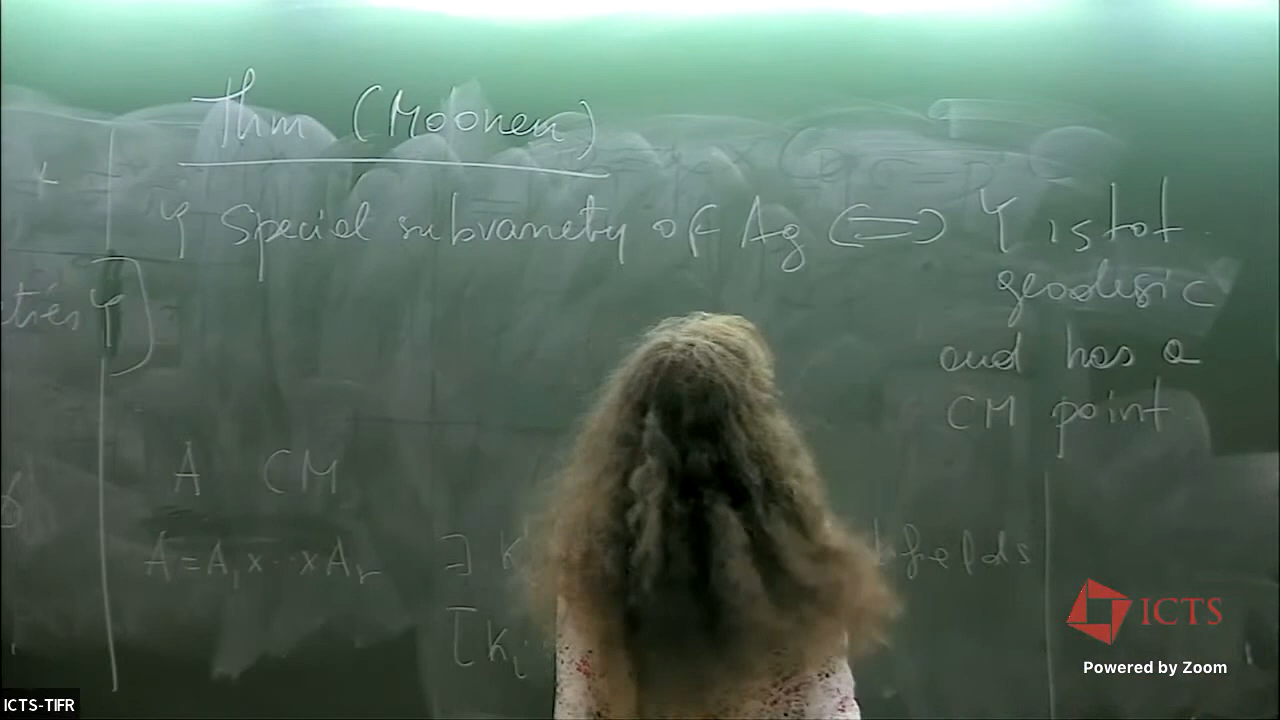 Thm (Moonen)
Y special subvariety of Ag ⟺ Y is tot.
geodesic
and has a
CM point.
A CM
A = A₁ x ⋯ x Aᵣ ∃ K fields
[Kᵢ
ICTS
Powered by Zoom
ICTS-TIFR